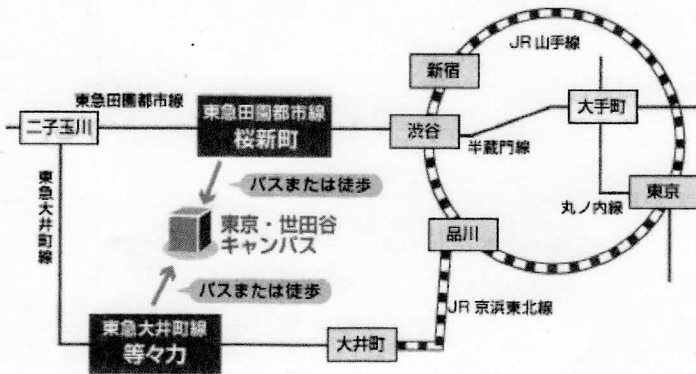 JR山手線
新宿
東急田園都市線
東急田園都市線
桜新町
大手町
二子玉川
渋谷
半蔵門線
バスまたは徒歩
東急大井町線
東京・世田谷
キャンパス
丸ノ内線
東京
品川
バスまたは徒歩
JR京浜東北線
東急大井町線
等々力
大井町